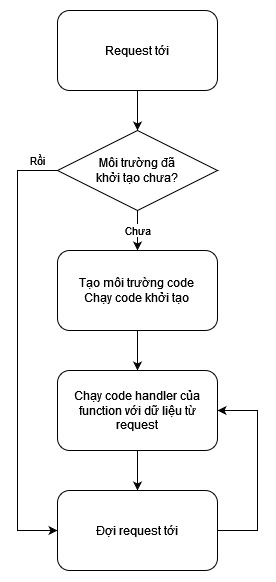 Request tới
Môi trường đã
khởi tạo chưa?
Rồi
Chưa
Tạo môi trường code
Chạy code khởi tạo
Chạy code handler của
function với dữ liệu từ
request
Đợi request tới